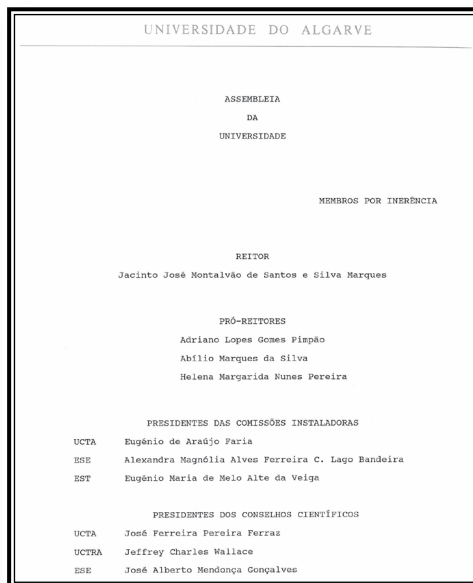 UNIVERSIDADE DO ALGARVE
ASSEMBLEIA
DA
UNIVERSIDADE
MEMBROS POR INERÊNCIA
REITOR
Jacinto José Montalvão de Santos e Silva Marques
PRÓ-REITORES
Adriano Lopes Gomes Pimpão
Abílio Marques da Silva
Helena Margarida Nunes Pereira
PRESIDENTES DAS COMISSÕES INSTALADORAS
UCTA Eugénio de Araújo Faria
ESE Alexandra Magnólia Alves Ferreira C. Lago Bandeira
EST Eugénio Maria de Melo Alte da Veiga
PRESIDENTES DOS CONSELHOS CIENTÍFICOS
UCTA José Ferreira Pereira Ferraz
UCTRA Jeffrey Charles Wallace
ESE José Alberto Mendonça Gonçalves